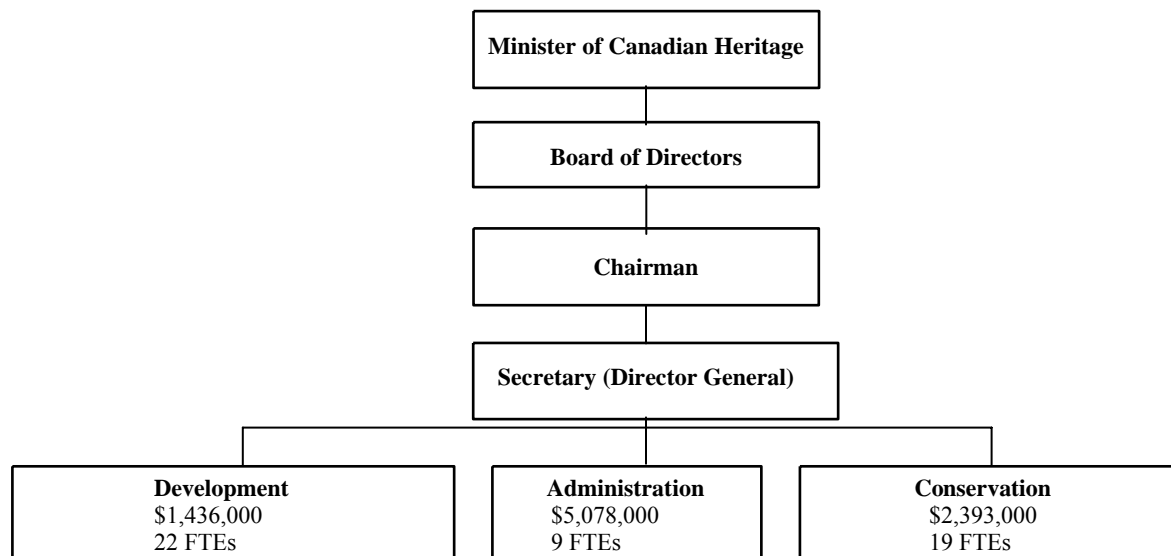 Minister of Canadian Heritage
Board of Directors
Chairman
Secretary (Director General)
Development
$1,436,000
22 FTEs
Administration
$5,078,000
9 FTEs
Conservation
$2,393,000
19 FTEs